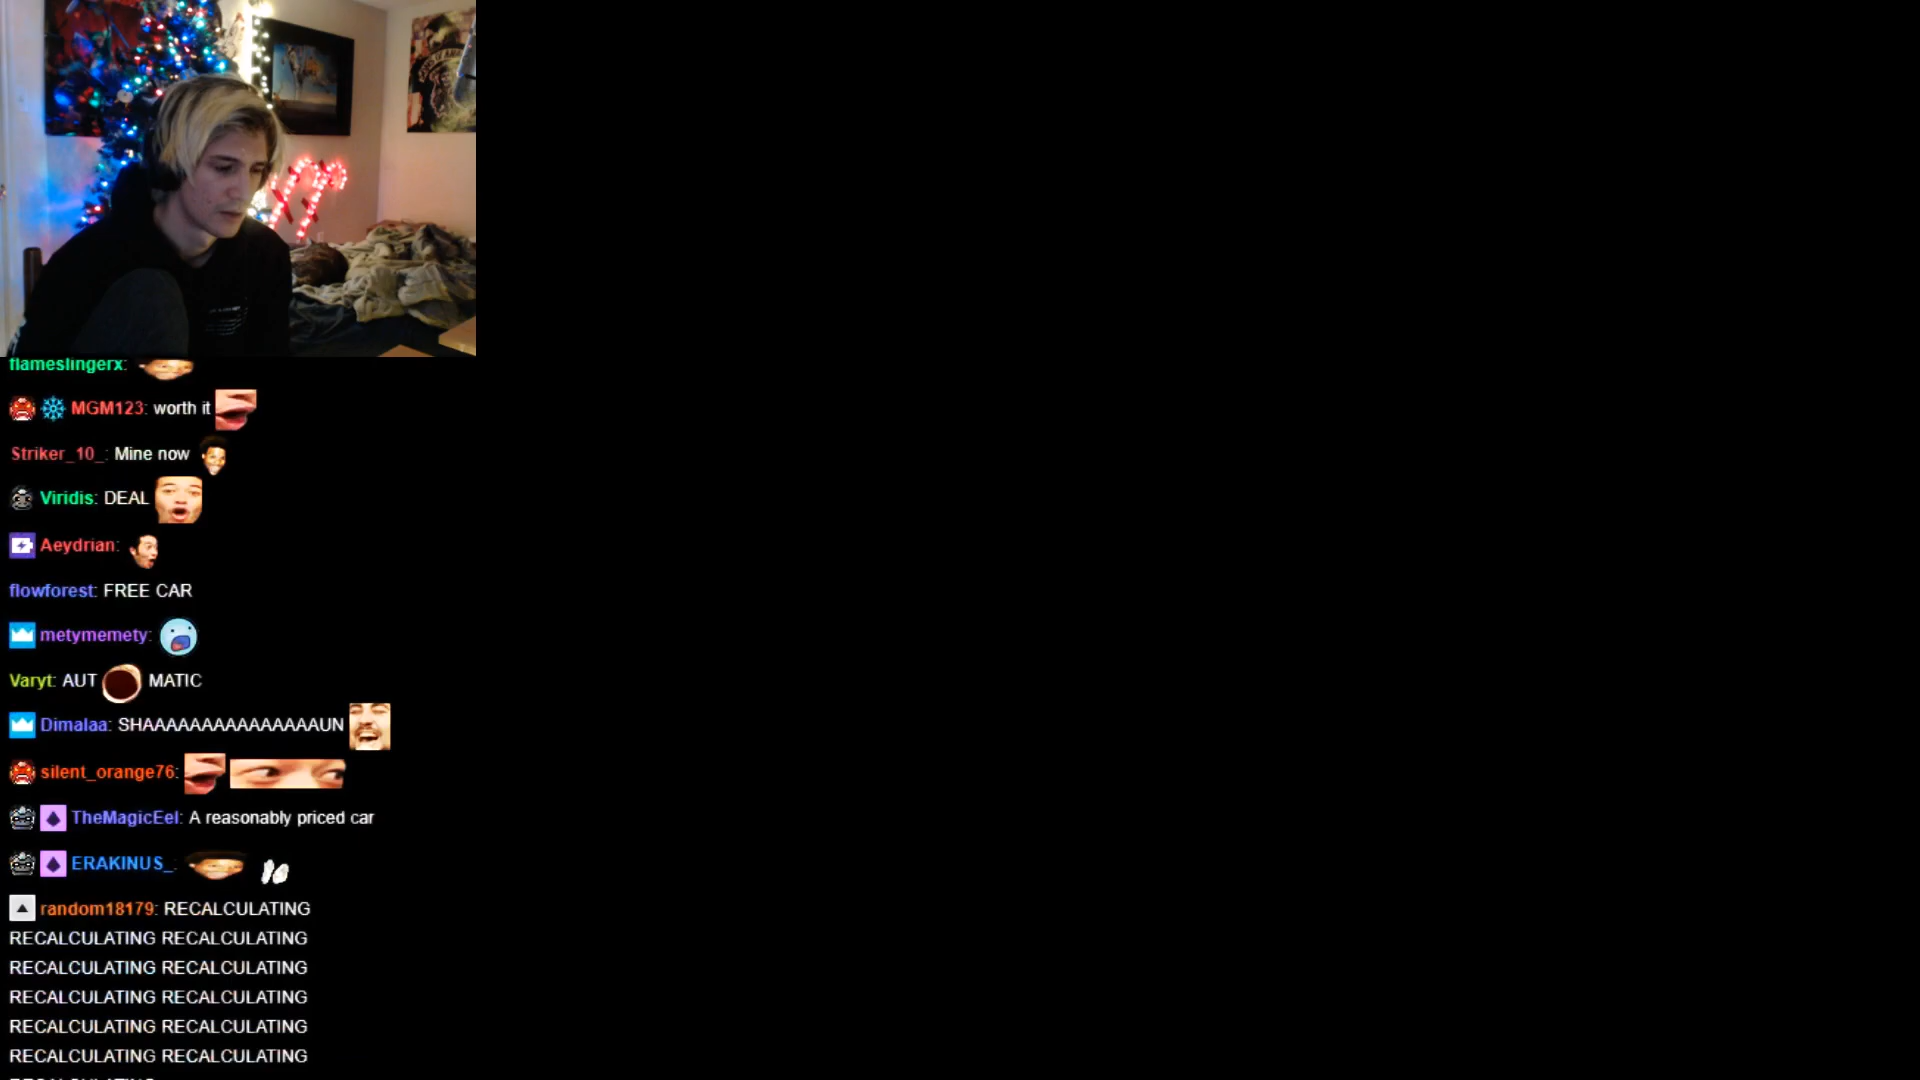 flameslingerx:
MGM123: worth it
Striker_10_: Mine now
Viridis: DEAL
Aeydrian:
flowforest: FREE CAR
metymemety:
Varyt: AUT MATIC
Dimalaa: SHAAAAAAAAAAAAAAAUN
silent_orange76:
TheMagicEel: A reasonably priced car
ERAKINUS_:
random18179: RECALCULATING
RECALCULATING RECALCULATING
RECALCULATING RECALCULATING
RECALCULATING RECALCULATING
RECALCULATING RECALCULATING
RECALCULATING RECALCULATING